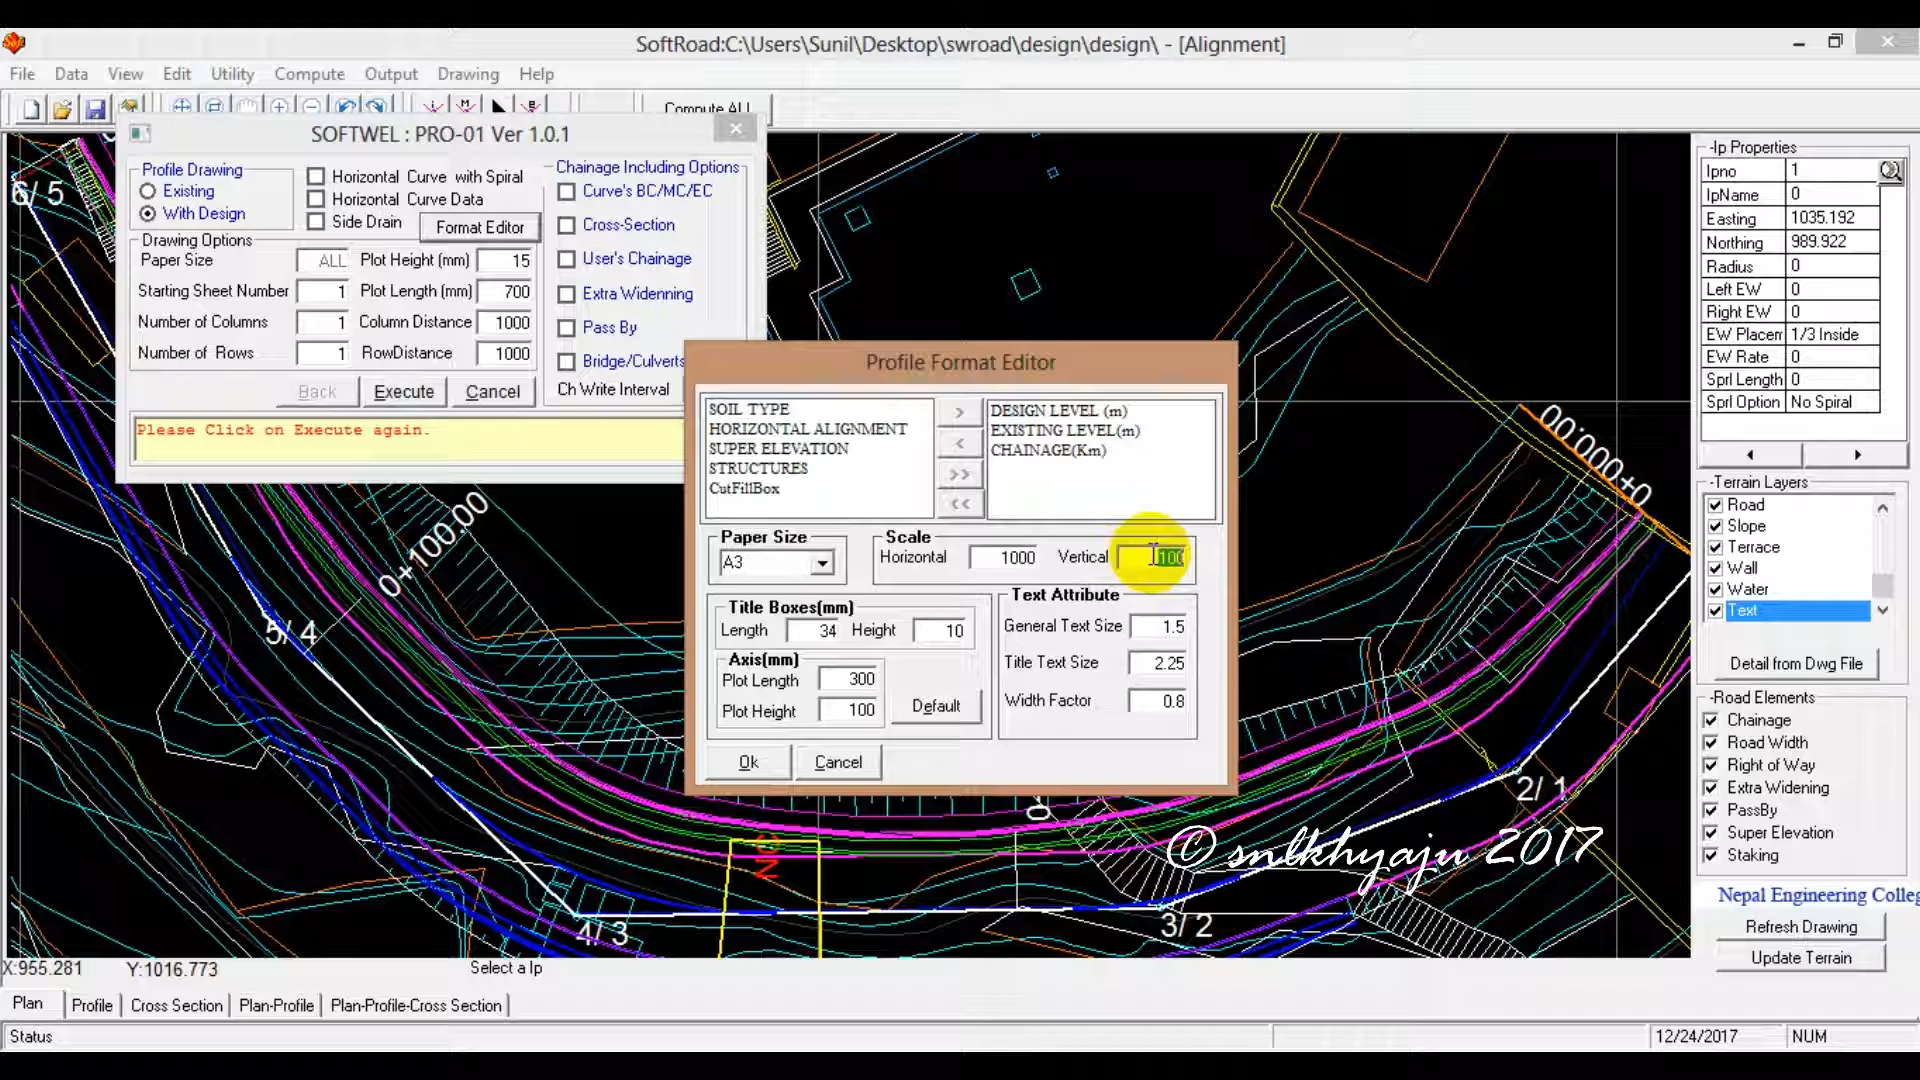 SoftRoad:C:\Users\Sunil\Desktop\swroad\design\design\ - [Alignment]
File Data View Edit Utility Compute Output Drawing Help
Compute ALL
SOFTWEL : PRO-01 Ver 1.0.1
Profile Drawing
Existing
With Design
Horizontal Curve with Spiral
Horizontal Curve Data
Side Drain
Format Editor
Drawing Options
Paper Size ALL Plot Height (mm) 15
Starting Sheet Number 1 Plot Length (mm) 700
Number of Columns 1 Column Distance 1000
Number of Rows 1 RowDistance 1000
Back Execute Cancel
Chainage Including Options
Curve's BC/MC/EC
Cross-Section
User's Chainage
Extra Widenning
Pass By
Bridge/Culverts
Ch Write Interval
Please Click on Execute again.
Profile Format Editor
SOIL TYPE
HORIZONTAL ALIGNMENT
SUPER ELEVATION
STRUCTURES
CutFillBox
>
<
>>
<<
DESIGN LEVEL (m)
EXISTING LEVEL(m)
CHAINAGE(Km)
Paper Size
A3
Scale
Horizontal 1000 Vertical 100
Title Boxes(mm)
Length 34 Height 10
Axis(mm)
Plot Length 300
Plot Height 100
Default
Text Attribute
General Text Size 1.5
Title Text Size 2.25
Width Factor 0.8
Ok Cancel
6/ 5
0+100.00
5/ 4
4/ 3
3/ 2
2/ 1
0+000.00
© snlkhyaju 2017
-Ip Properties
Ipno 1
IpName 0
Easting 1035.192
Northing 989.922
Radius 0
Left EW 0
Right EW 0
EW Placem 1/3 Inside
EW Rate 0
Sprl Length 0
Sprl Option No Spiral
-Terrain Layers
Road
Slope
Terrace
Wall
Water
Text
Detail from Dwg File
-Road Elements
Chainage
Road Width
Right of Way
Extra Widening
PassBy
Super Elevation
Staking
Nepal Engineering Colleg
Refresh Drawing
Update Terrain
X:955.281 Y:1016.773 Select a Ip
Plan Profile Cross Section Plan-Profile Plan-Profile-Cross Section
Status 12/24/2017 NUM